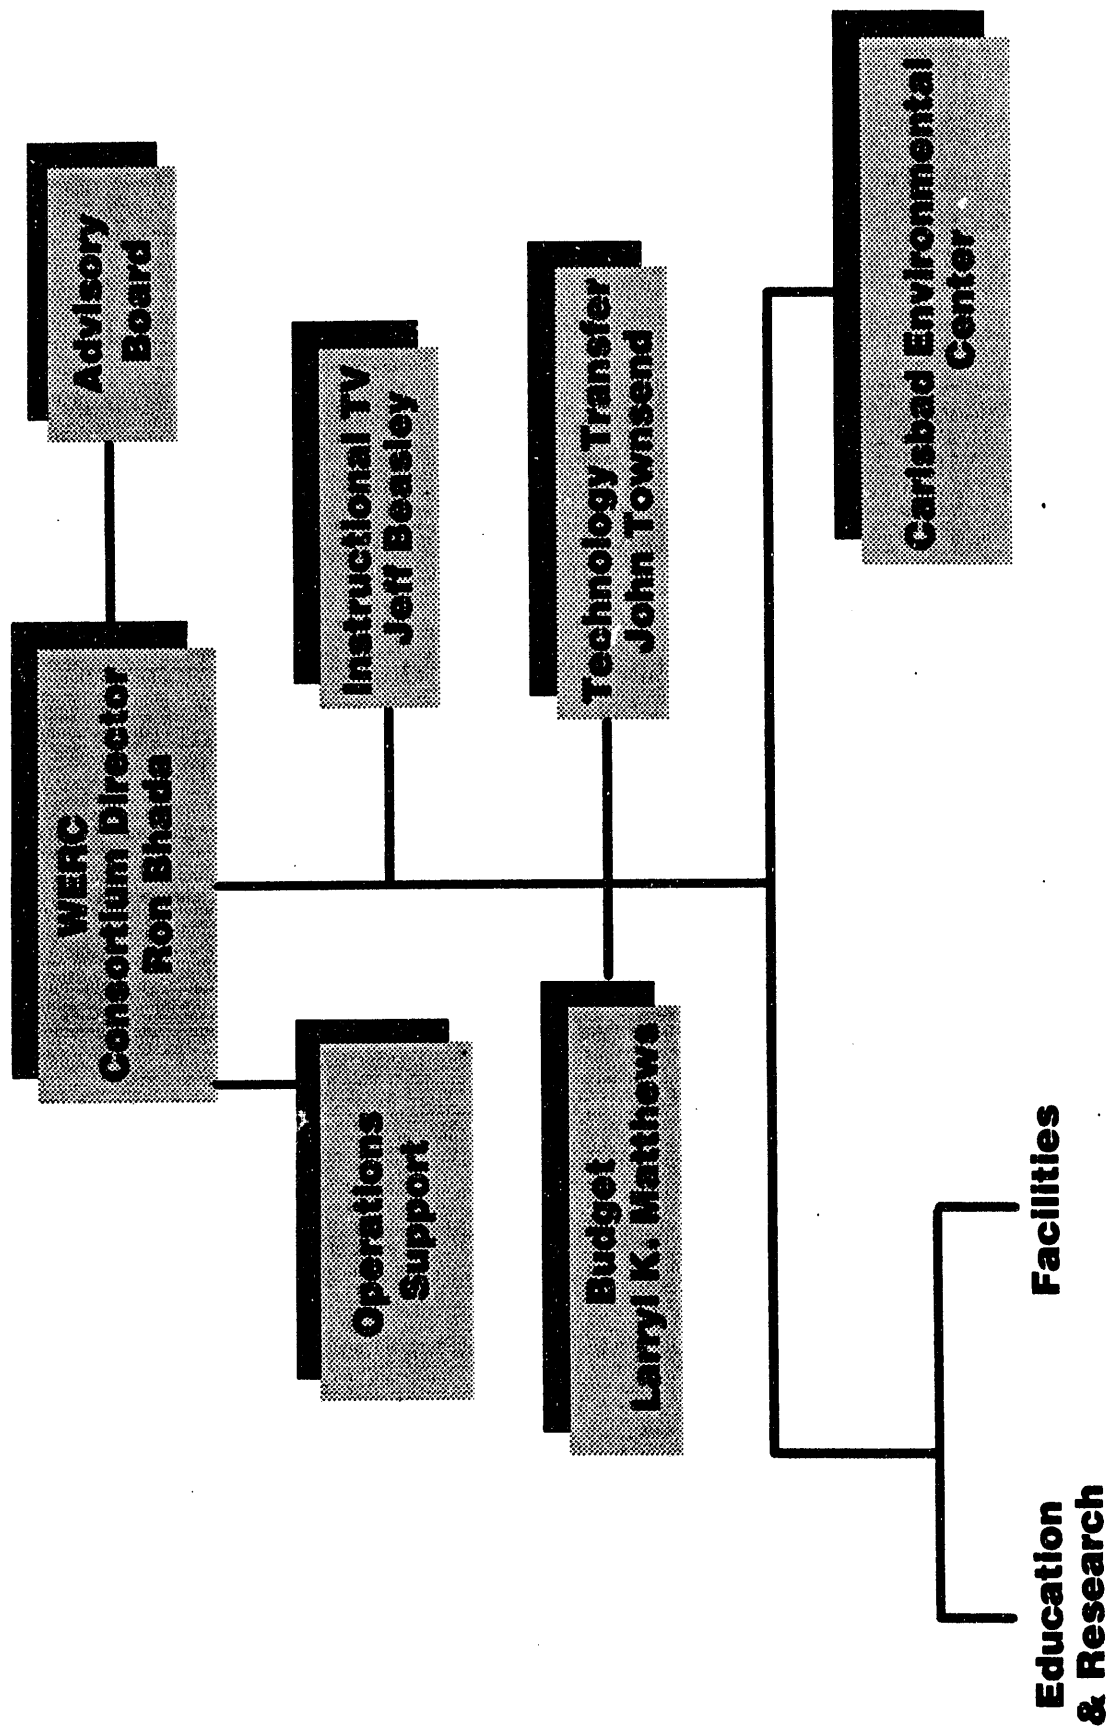 WERC
Consortium Director
Ron Bhada
Advisory
Board
Operations
Support
Instructional TV
Jeff Beasley
Budget
Larryl K. Matthews
Technology Transfer
John Townsend
Carlsbad Environmental
Center
Education
& Research
Facilities